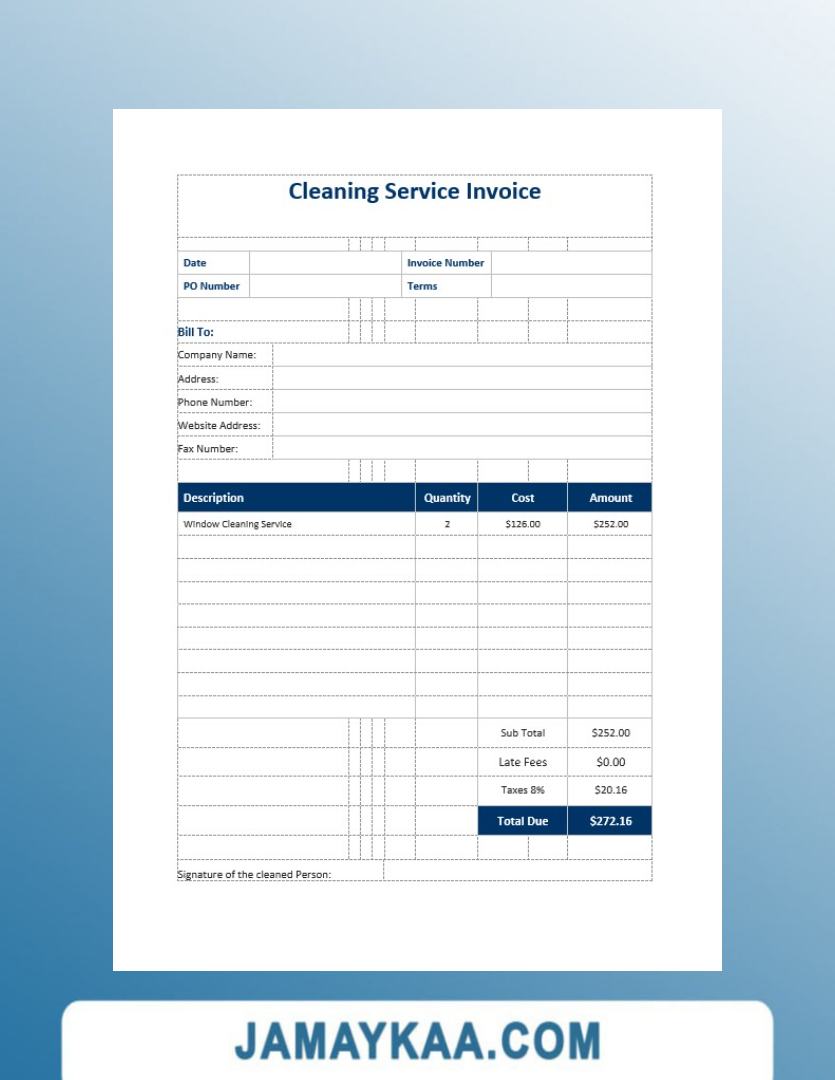 Cleaning Service Invoice
Date Invoice Number
PO Number Terms
Bill To:
Company Name:
Address:
Phone Number:
Website Address:
Fax Number:
Description Quantity Cost Amount
Window Cleaning Service 2 $126.00 $252.00
Sub Total $252.00
Late Fees $0.00
Taxes 8% $20.16
Total Due $272.16
Signature of the cleaned Person:
JAMAYKAA.COM